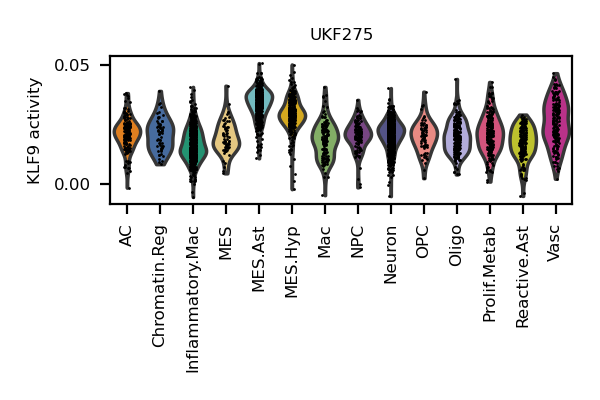 UKF275
KLF9 activity
0.05
0.00
AC
Chromatin.Reg
Inflammatory.Mac
MES
MES.Ast
MES.Hyp
Mac
NPC
Neuron
OPC
Oligo
Prolif.Metab
Reactive.Ast
Vasc